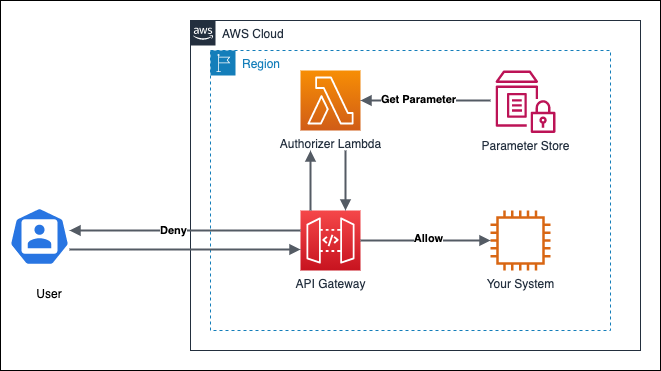 aws
AWS Cloud
Region
Get Parameter
Authorizer Lambda
Parameter Store
Deny
</>
Allow
User
API Gateway
Your System